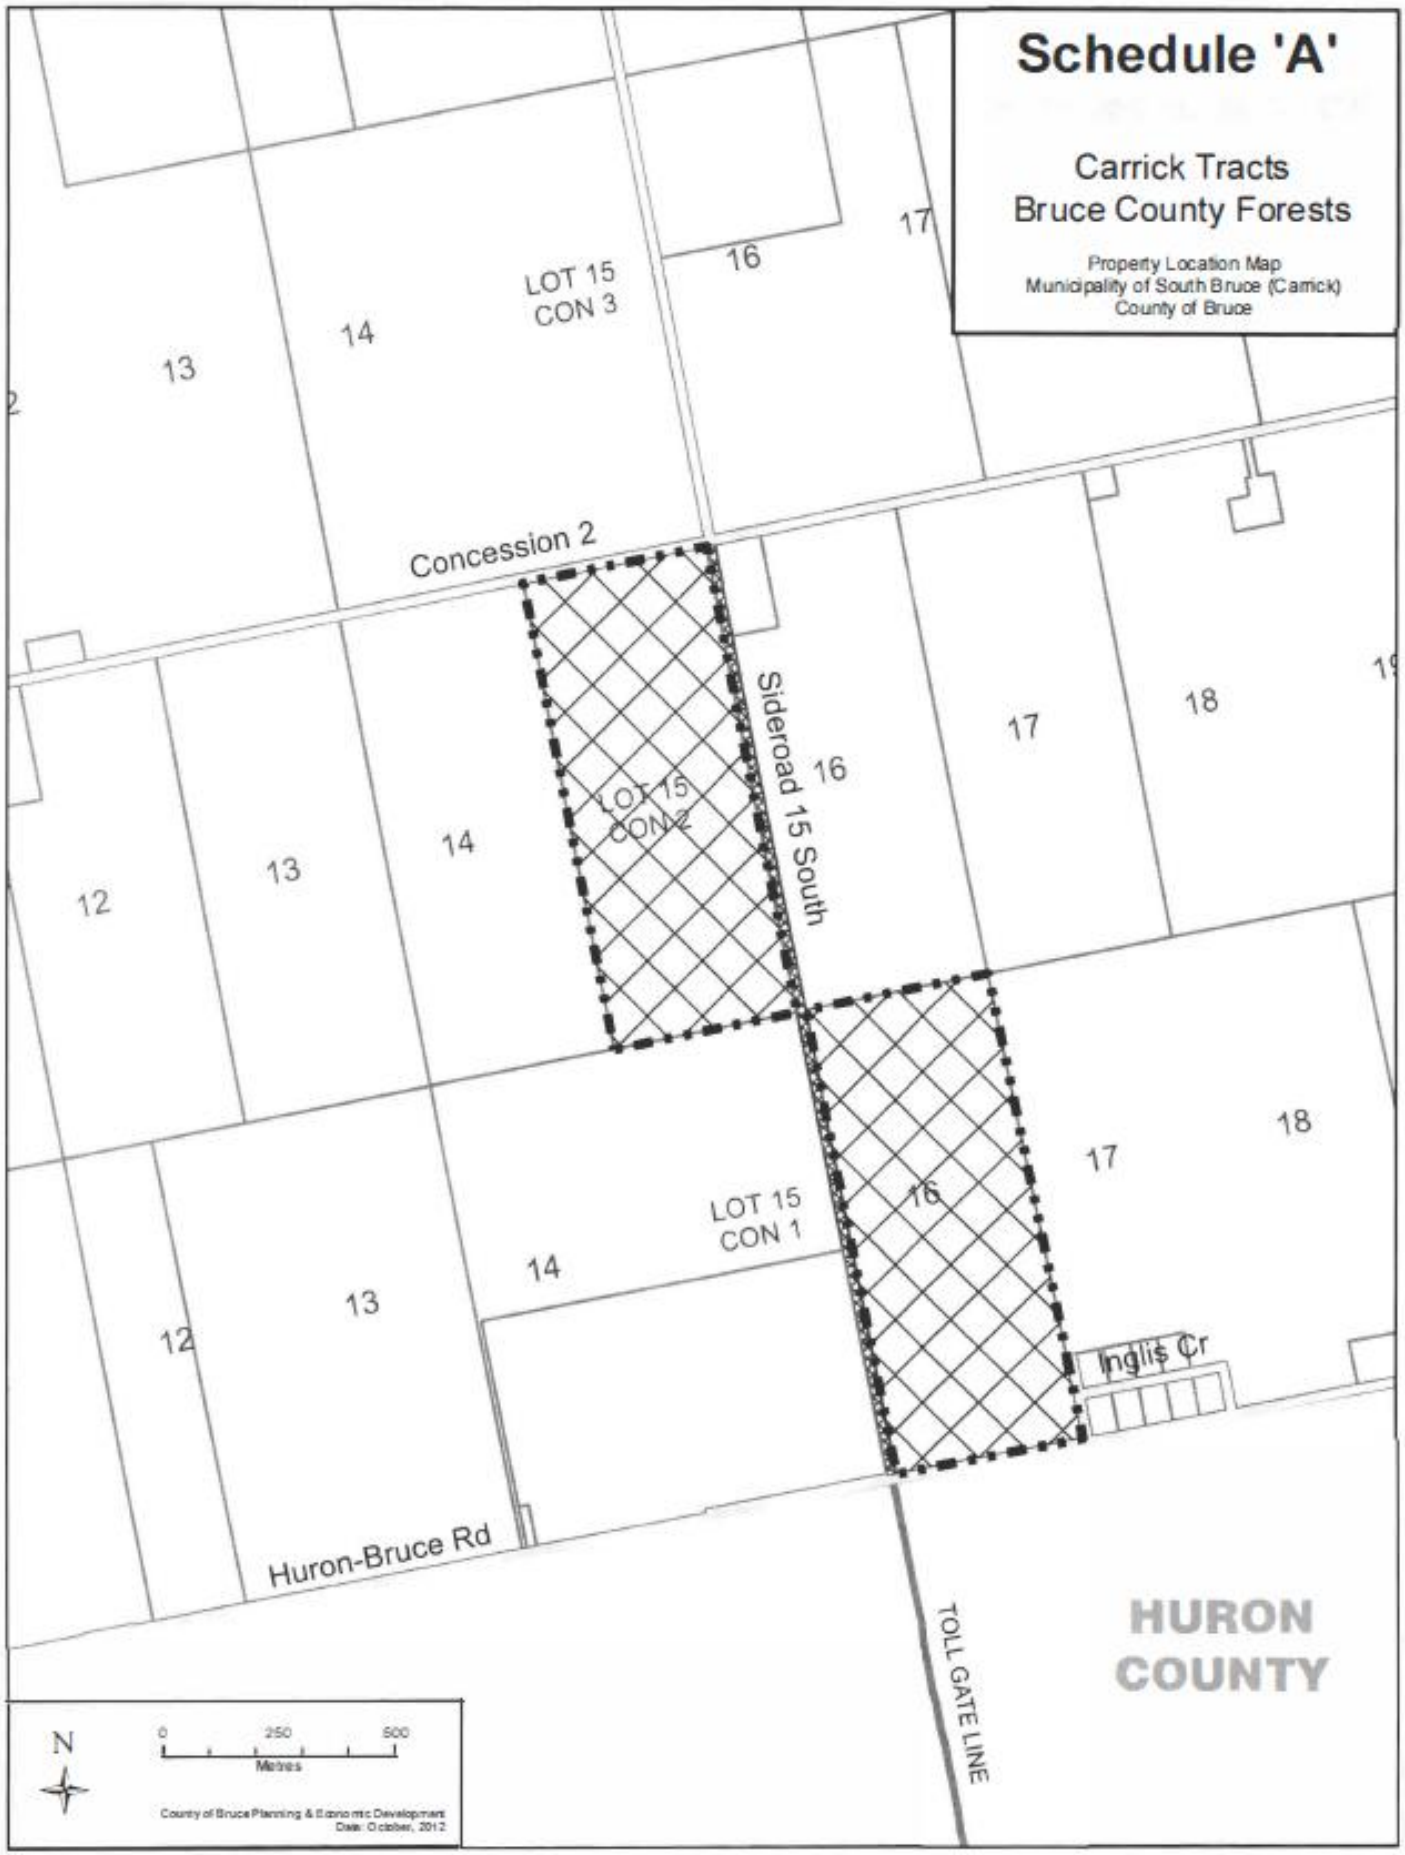 Schedule 'A'
Carrick Tracts
Bruce County Forests
Property Location Map
Municipality of South Bruce (Carrick)
County of Bruce
17
16
LOT 15
CON 3
14
13
2
Concession 2
19
18
17
16
Sideroad 15 South
LOT 15
CON 2
14
13
12
18
17
16
LOT 15
CON 1
14
13
12
Inglis Cr
Huron-Bruce Rd
HURON
COUNTY
TOLL GATE LINE
N
0 250 500
Metres
County of Bruce Planning & Economic Development
Date: October, 2012